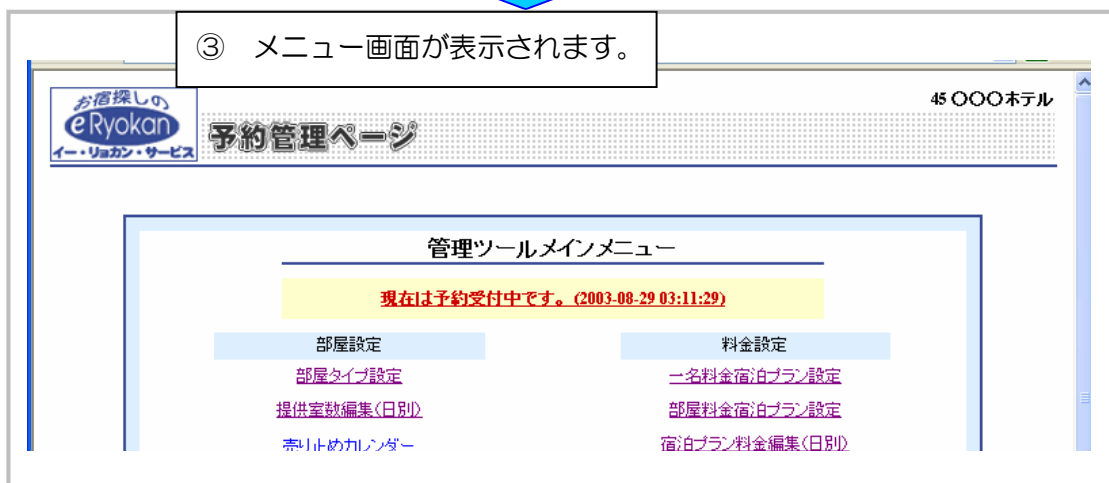 ③ メニュー画面が表示されます。
お宿探しの
eRyokan
イー・リョカン・サービス
予約管理ページ
45 〇〇〇ホテル
管理ツールメインメニュー
現在は予約受付中です。(2003-08-29 03:11:29)
部屋設定
料金設定
部屋タイプ設定
一名料金宿泊プラン設定
提供室数編集(日別)
部屋料金宿泊プラン設定
売り止めカレンダー
宿泊プラン料金編集(日別)